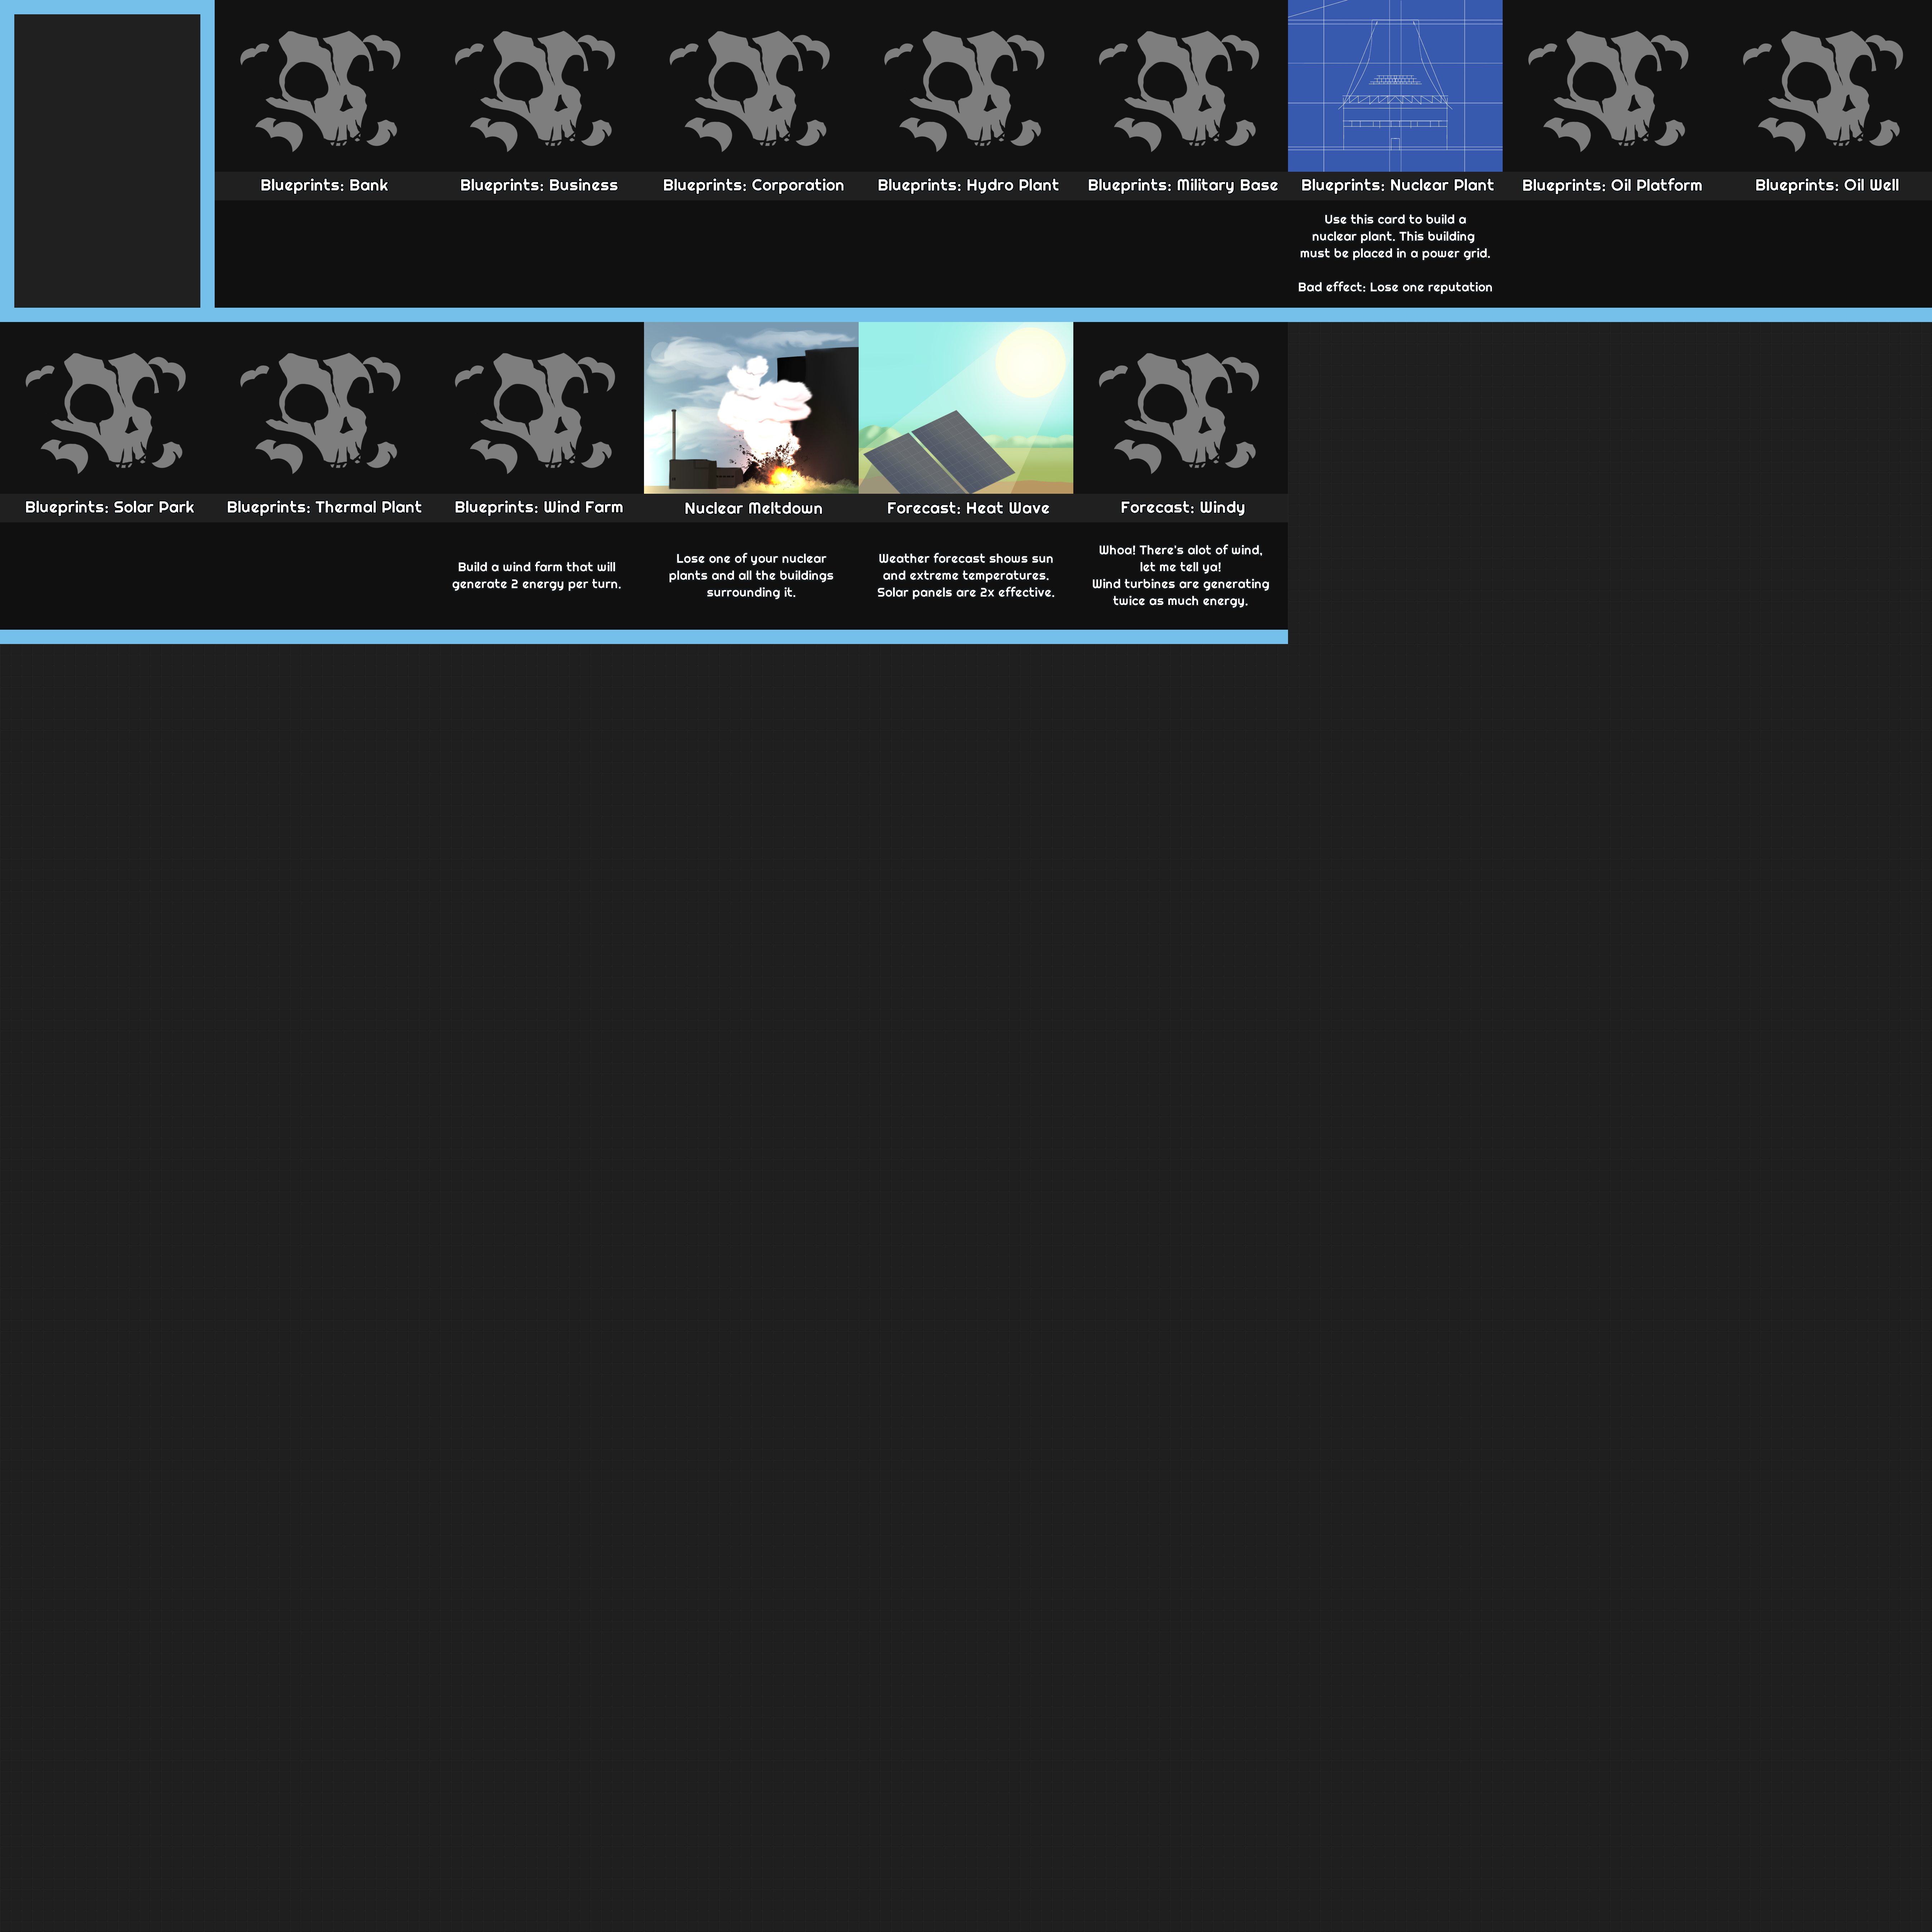 Blueprints: Bank
Blueprints: Business
Blueprints: Corporation
Blueprints: Hydro Plant
Blueprints: Military Base
Blueprints: Nuclear Plant
Use this card to build a
nuclear plant. This building
must be placed in a power grid.
Bad effect: Lose one reputation
Blueprints: Oil Platform
Blueprints: Oil Well
Blueprints: Solar Park
Blueprints: Thermal Plant
Blueprints: Wind Farm
Build a wind farm that will
generate 2 energy per turn.
Nuclear Meltdown
Lose one of your nuclear
plants and all the buildings
surrounding it.
Forecast: Heat Wave
Weather forecast shows sun
and extreme temperatures.
Solar panels are 2x effective.
Forecast: Windy
Whoa! There's alot of wind,
let me tell ya!
Wind turbines are generating
twice as much energy.